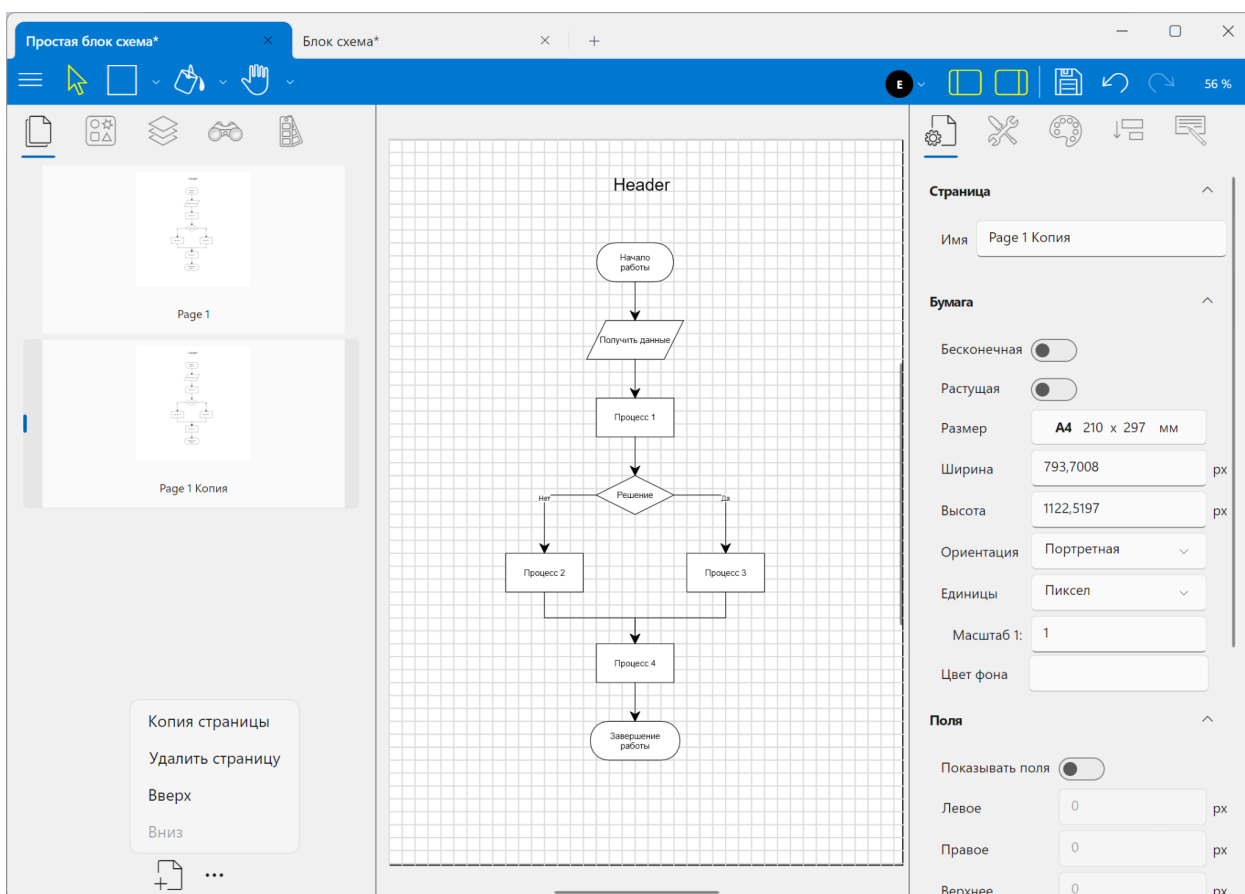 Простая блок схема*
Блок схема*
E
56 %
Page 1
Page 1 Копия
Копия страницы
Удалить страницу
Вверх
Вниз
Header
Начало
работы
Получить данные
Процесс 1
Решение
Нет
Да
Процесс 2
Процесс 3
Процесс 4
Завершение
работы
Страница
Имя Page 1 Копия
Бумага
Бесконечная
Растущая
Размер A4 210 x 297 мм
Ширина 793,7008 px
Высота 1122,5197 px
Ориентация Портретная
Единицы Пиксел
Масштаб 1: 1
Цвет фона
Поля
Показывать поля
Левое 0 px
Правое 0 px
Верхнее 0 px